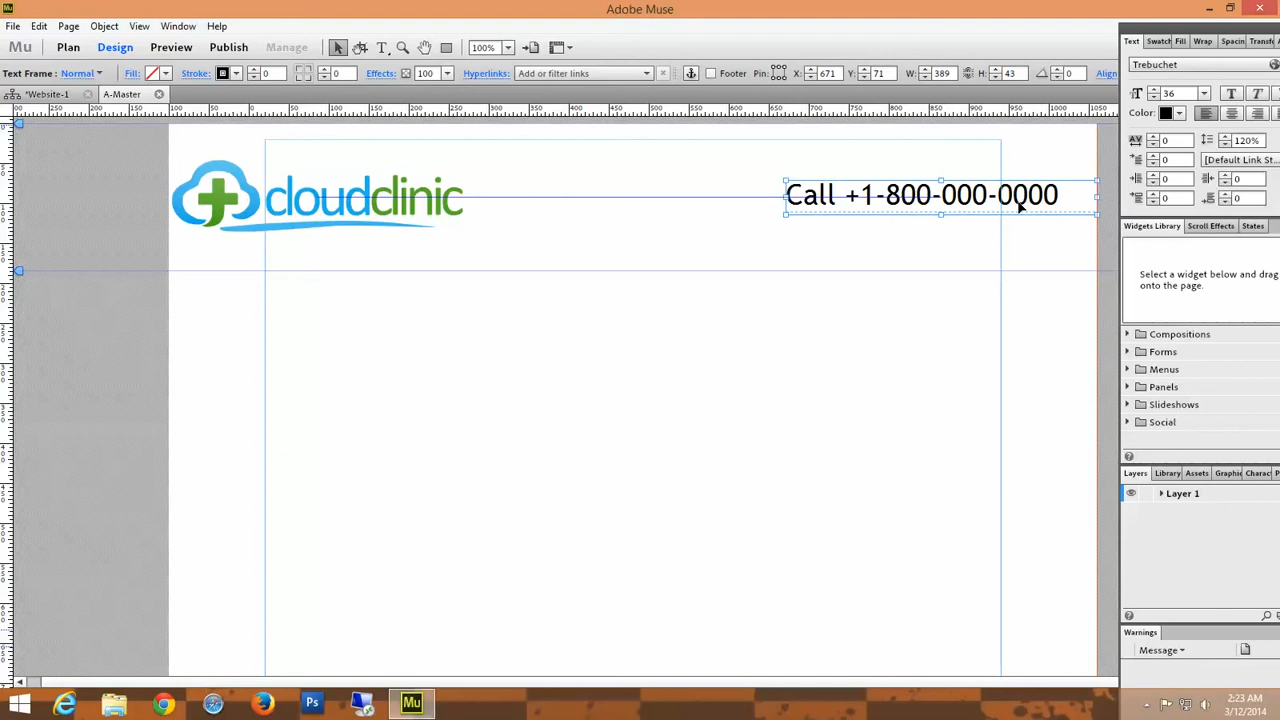 Mu
Adobe Muse
File Edit Page Object View Window Help
Mu Plan Design Preview Publish Manage T 100%
Text Frame: Normal Fill: Stroke: 0 0 Effects: 100 Hyperlinks: Add or filter links Footer Pin: X: 671 Y: 71 W: 389 H: 43 0 Align
*Website-1 A-Master
Text Swatch Fill Wrap Spacin Transf
Trebuchet
36 T T T
Color:
0 120%
0 [Default Link St...
0 0
0 0
cloudclinic
Call +1-800-000-0000
Widgets Library Scroll Effects States
Select a widget below and drag
onto the page.
Compositions
Forms
Menus
Panels
Slideshows
Social
Layers Library Assets Graphic Charac
Layer 1
Warnings
Message
Ps Mu
2:23 AM
3/12/2014